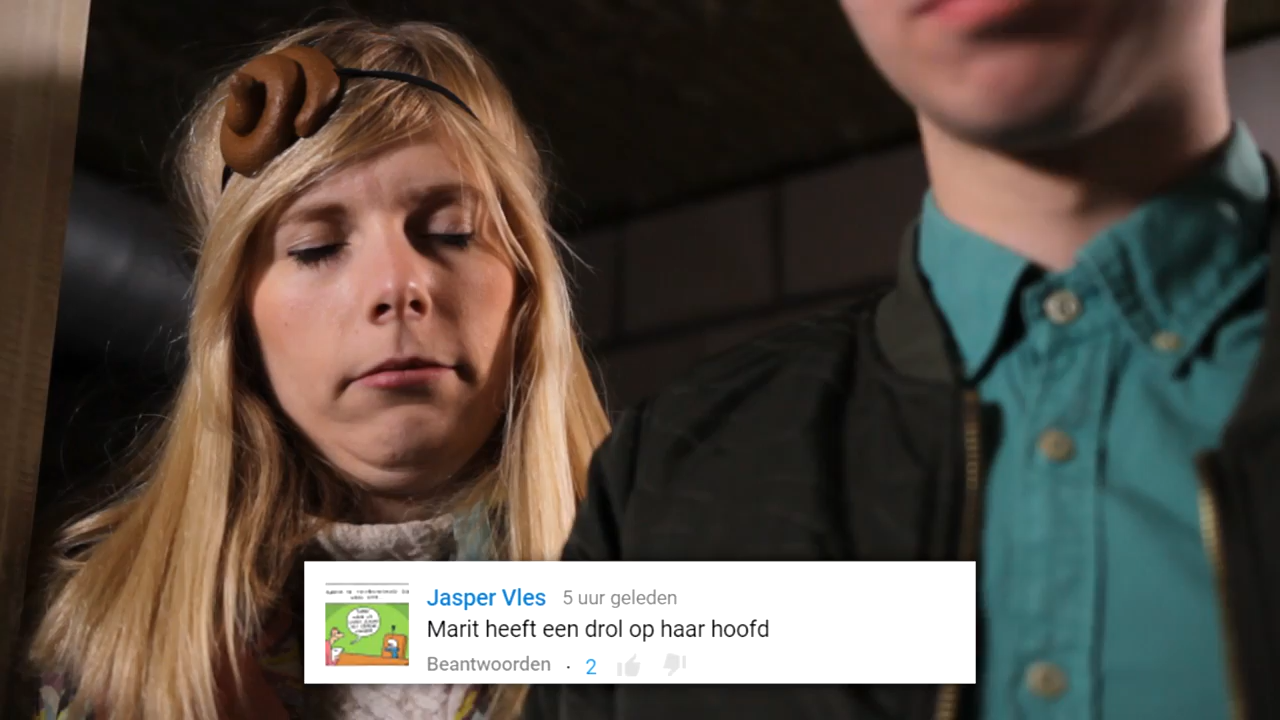 Jasper Vles 5 uur geleden
Marit heeft een drol op haar hoofd
Beantwoorden · 2